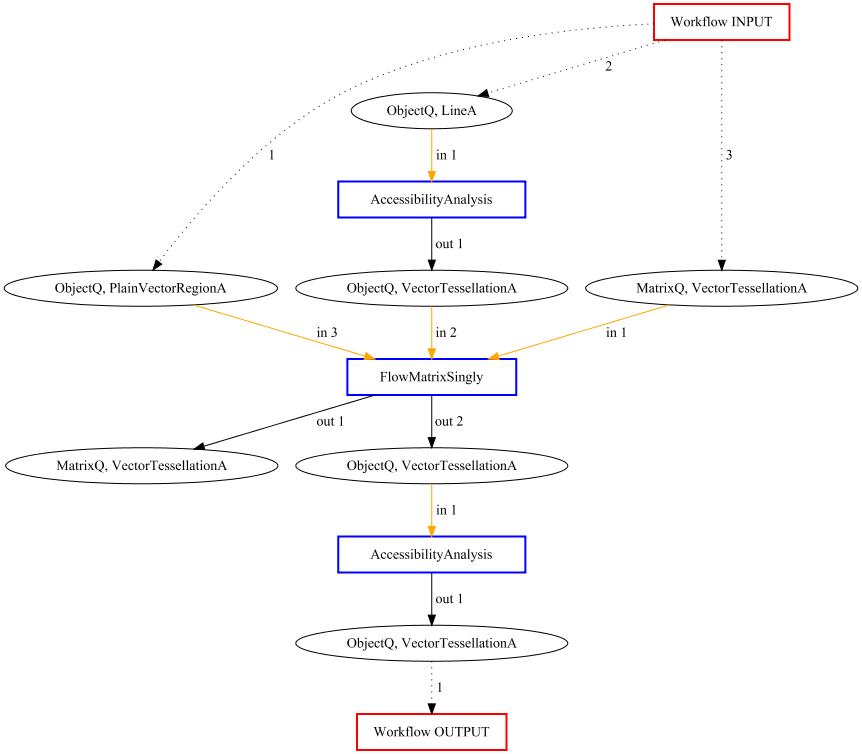 Workflow INPUT
2
ObjectQ, LineA
1
in 1
3
AccessibilityAnalysis
out 1
ObjectQ, PlainVectorRegionA
ObjectQ, VectorTessellationA
MatrixQ, VectorTessellationA
in 3
in 2
in 1
FlowMatrixSingly
out 1
out 2
MatrixQ, VectorTessellationA
ObjectQ, VectorTessellationA
in 1
AccessibilityAnalysis
out 1
ObjectQ, VectorTessellationA
1
Workflow OUTPUT